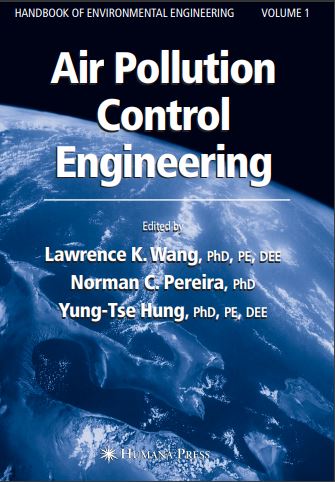 HANDBOOK OF ENVIRONMENTAL ENGINEERING VOLUME 1
Air Pollution
Control
Engineering
Edited by
Lawrence K. Wang, PhD, PE, DEE
Norman C. Pereira, PhD
Yung-Tse Hung, PhD, PE, DEE
HUMANA PRESS